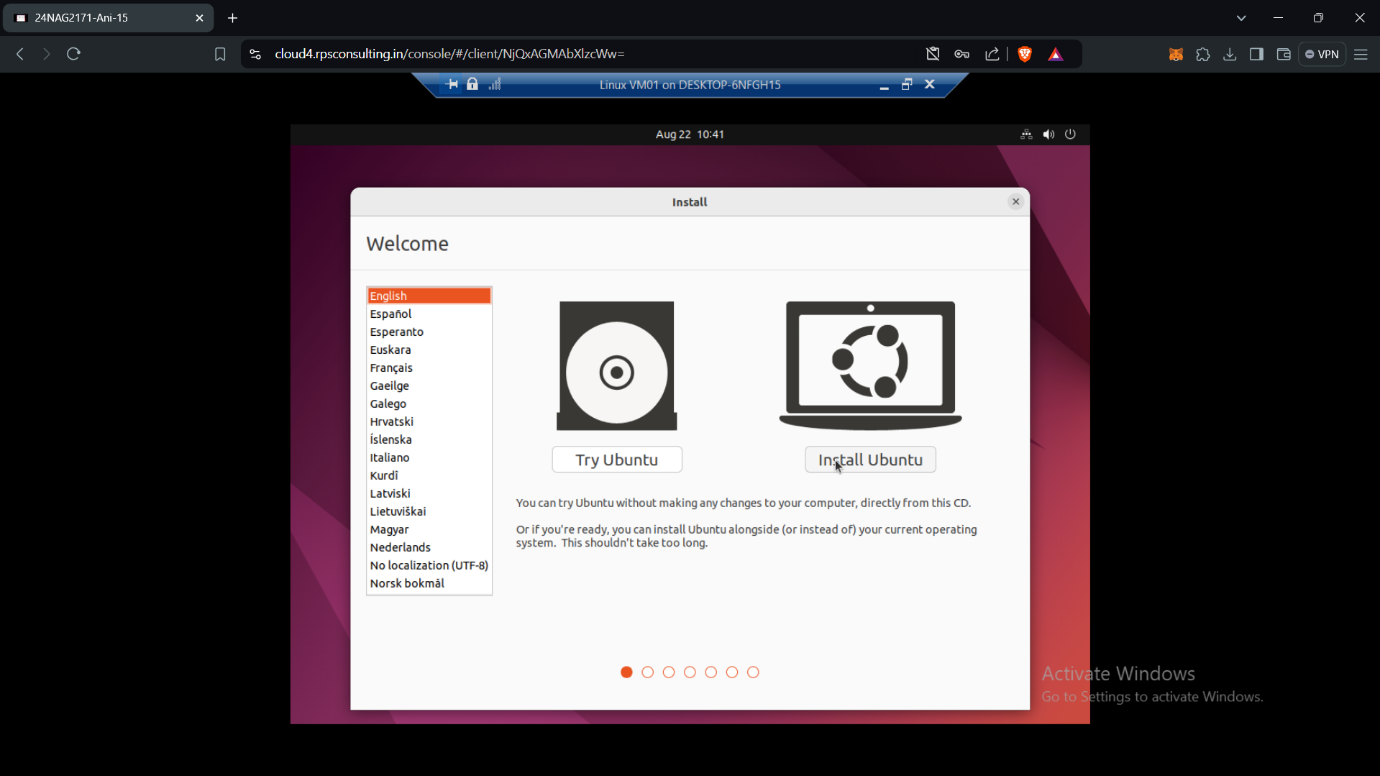 24NAG2171-Ani-15
cloud4.rpsconsulting.in/console/#/client/NjQxAGMAbXlzcWw=
VPN
Linux VM01 on DESKTOP-6NFGH15
Aug 22 10:41
Install
Welcome
English
Español
Esperanto
Euskara
Français
Gaeilge
Galego
Hrvatski
Íslenska
Italiano
Kurdî
Latviski
Lietuviškai
Magyar
Nederlands
No localization (UTF-8)
Norsk bokmål
Try Ubuntu
Install Ubuntu
You can try Ubuntu without making any changes to your computer, directly from this CD.
Or if you're ready, you can install Ubuntu alongside (or instead of) your current operating
system. This shouldn't take too long.
Activate Windows
Go to Settings to activate Windows.